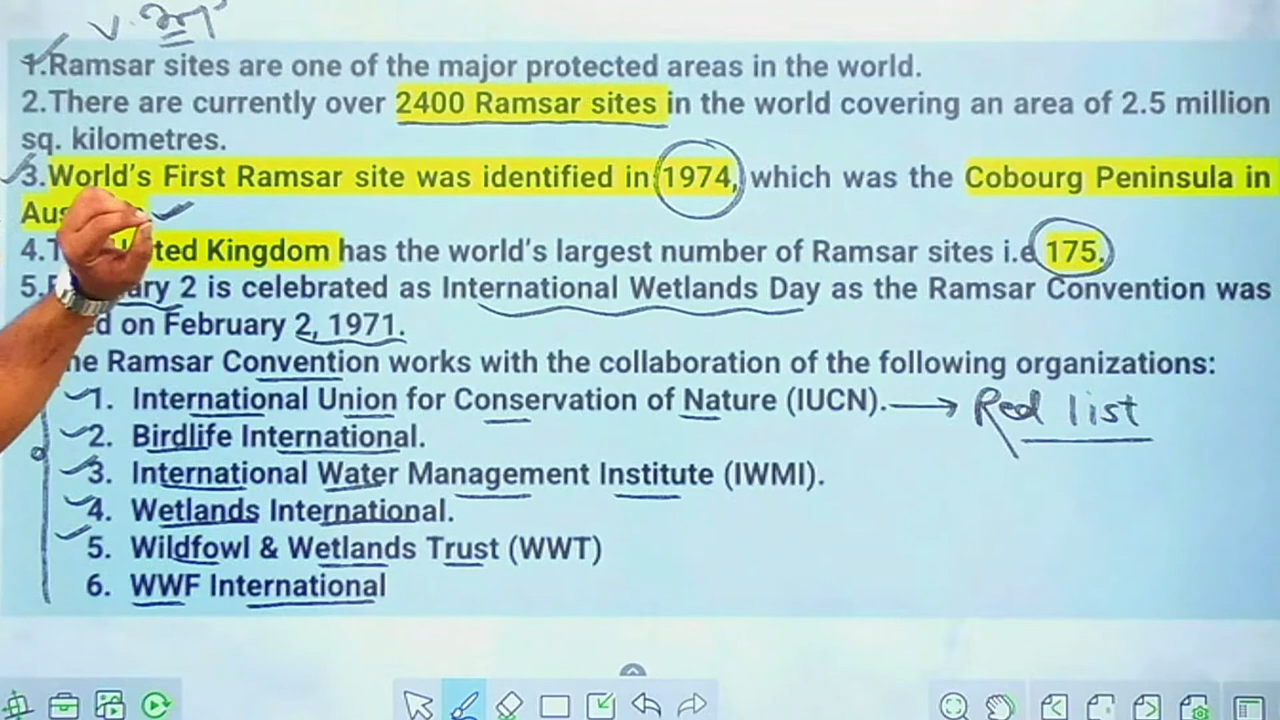 V. Imp
1.Ramsar sites are one of the major protected areas in the world.
2.There are currently over 2400 Ramsar sites in the world covering an area of 2.5 million
sq. kilometres.
3.World's First Ramsar site was identified in 1974, which was the Cobourg Peninsula in
4. Kingdom has the world's largest number of Ramsar sites i.e 175.
5. 2 is celebrated as International Wetlands Day as the Ramsar Convention was
on February 2, 1971.
Ramsar Convention works with the collaboration of the following organizations:
1. International Union for Conservation of Nature (IUCN). → Red list
2. Birdlife International.
3. International Water Management Institute (IWMI).
4. Wetlands International.
5. Wildfowl & Wetlands Trust (WWT)
6. WWF International